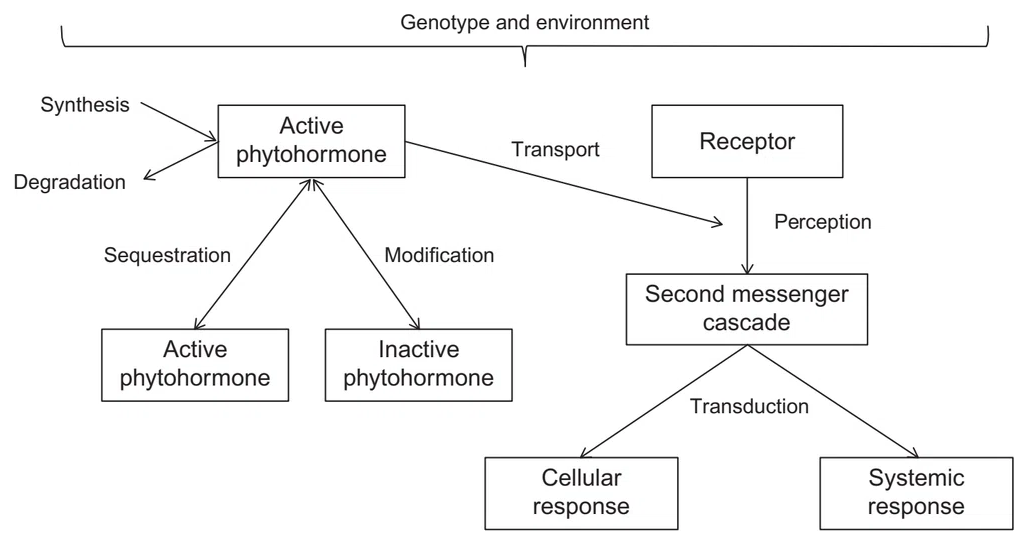 Genotype and environment
Synthesis
Degradation
Active
phytohormone
Transport
Receptor
Perception
Sequestration
Modification
Second messenger
cascade
Active
phytohormone
Inactive
phytohormone
Transduction
Cellular
response
Systemic
response